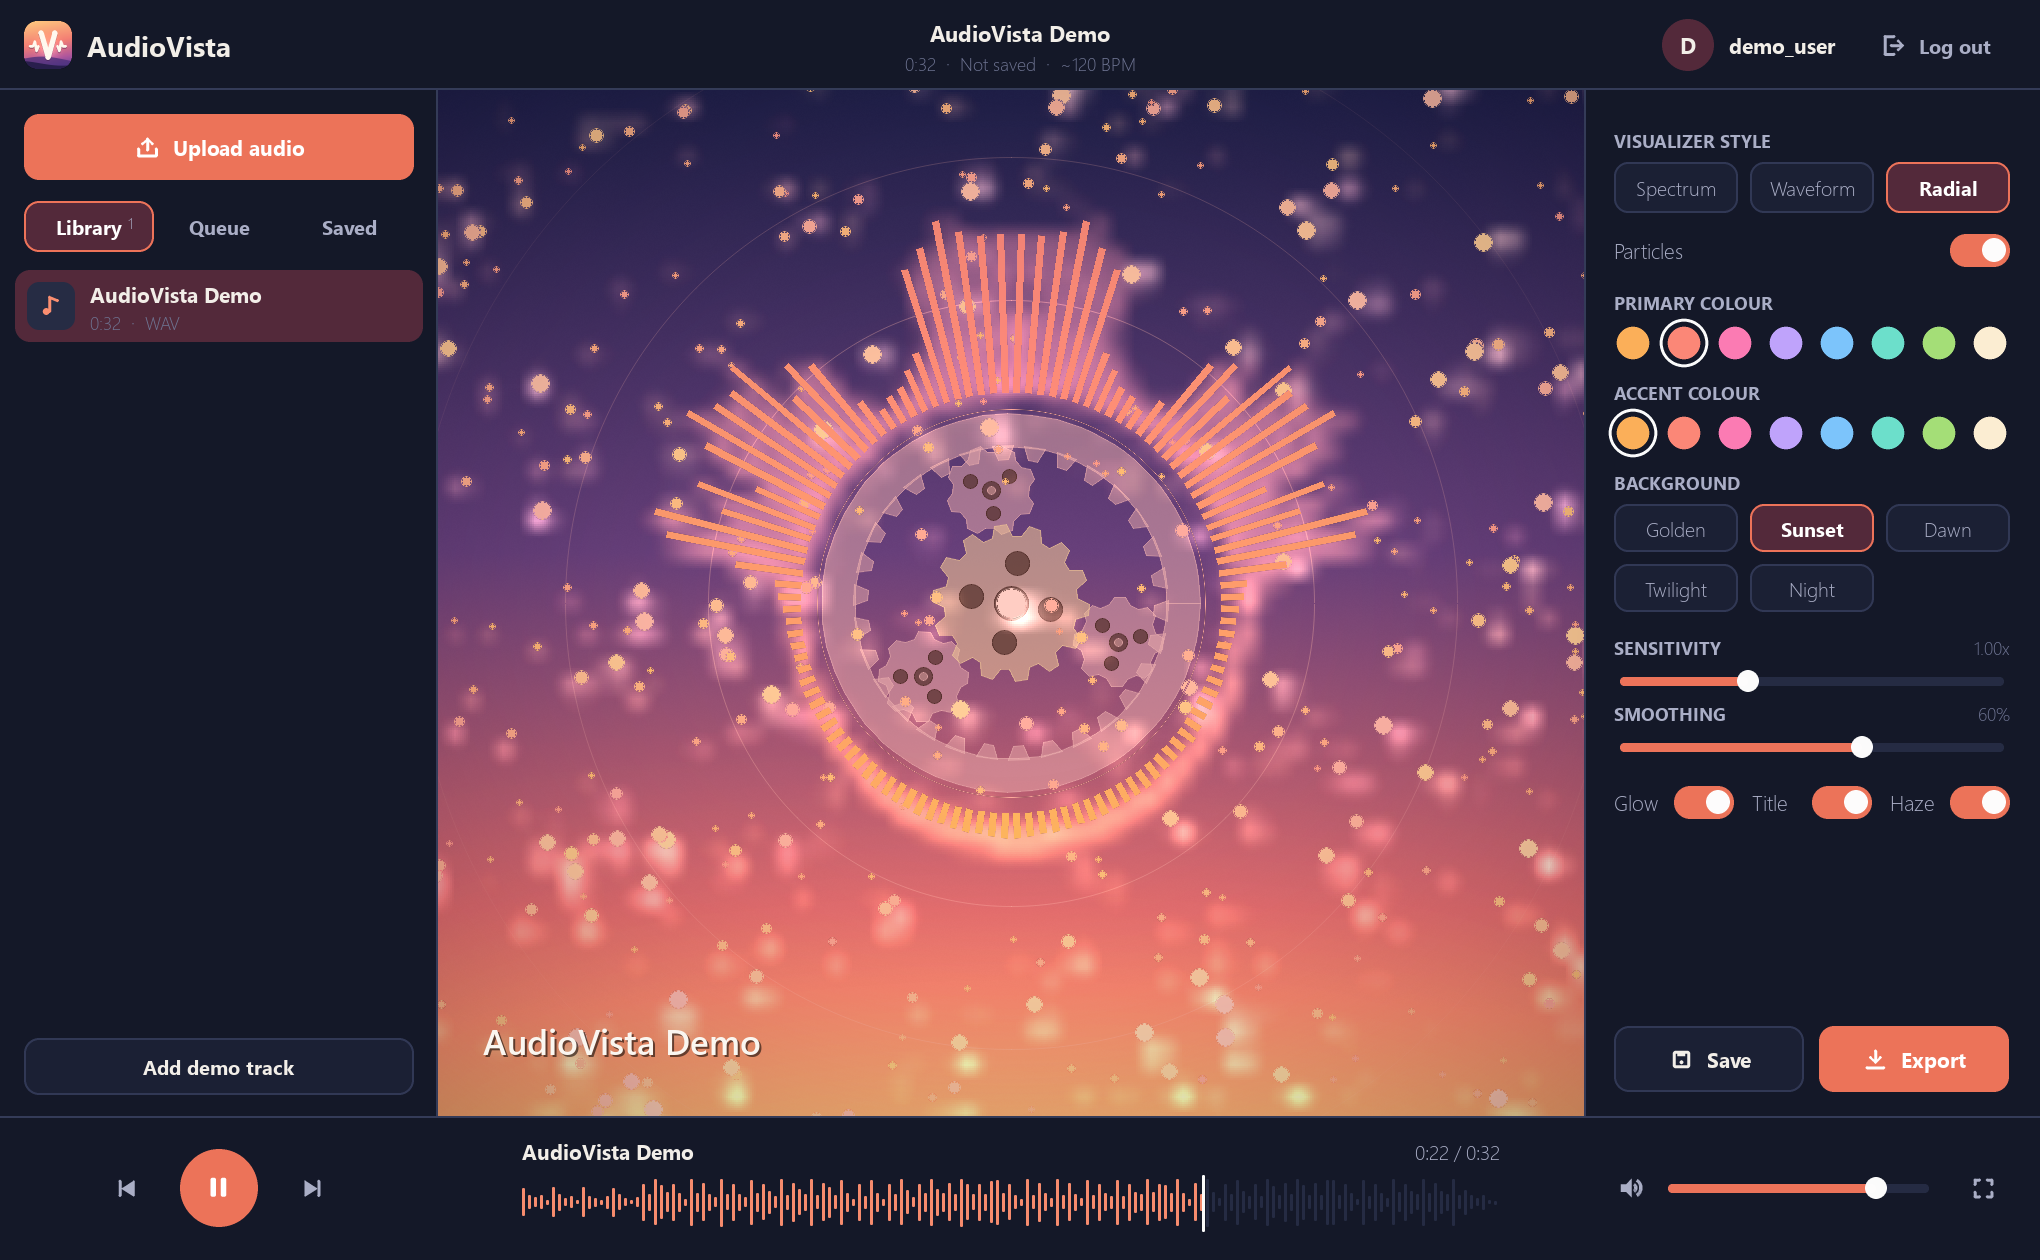 AudioVista
AudioVista Demo
0:32 · Not saved · ~120 BPM
D demo_user
Log out
Upload audio
Library 1
Queue
Saved
AudioVista Demo
0:32 · WAV
Add demo track
AudioVista Demo
VISUALIZER STYLE
Spectrum
Waveform
Radial
Particles
PRIMARY COLOUR
ACCENT COLOUR
BACKGROUND
Golden
Sunset
Dawn
Twilight
Night
SENSITIVITY 1.00x
SMOOTHING 60%
Glow
Title
Haze
Save
Export
AudioVista Demo
0:22 / 0:32